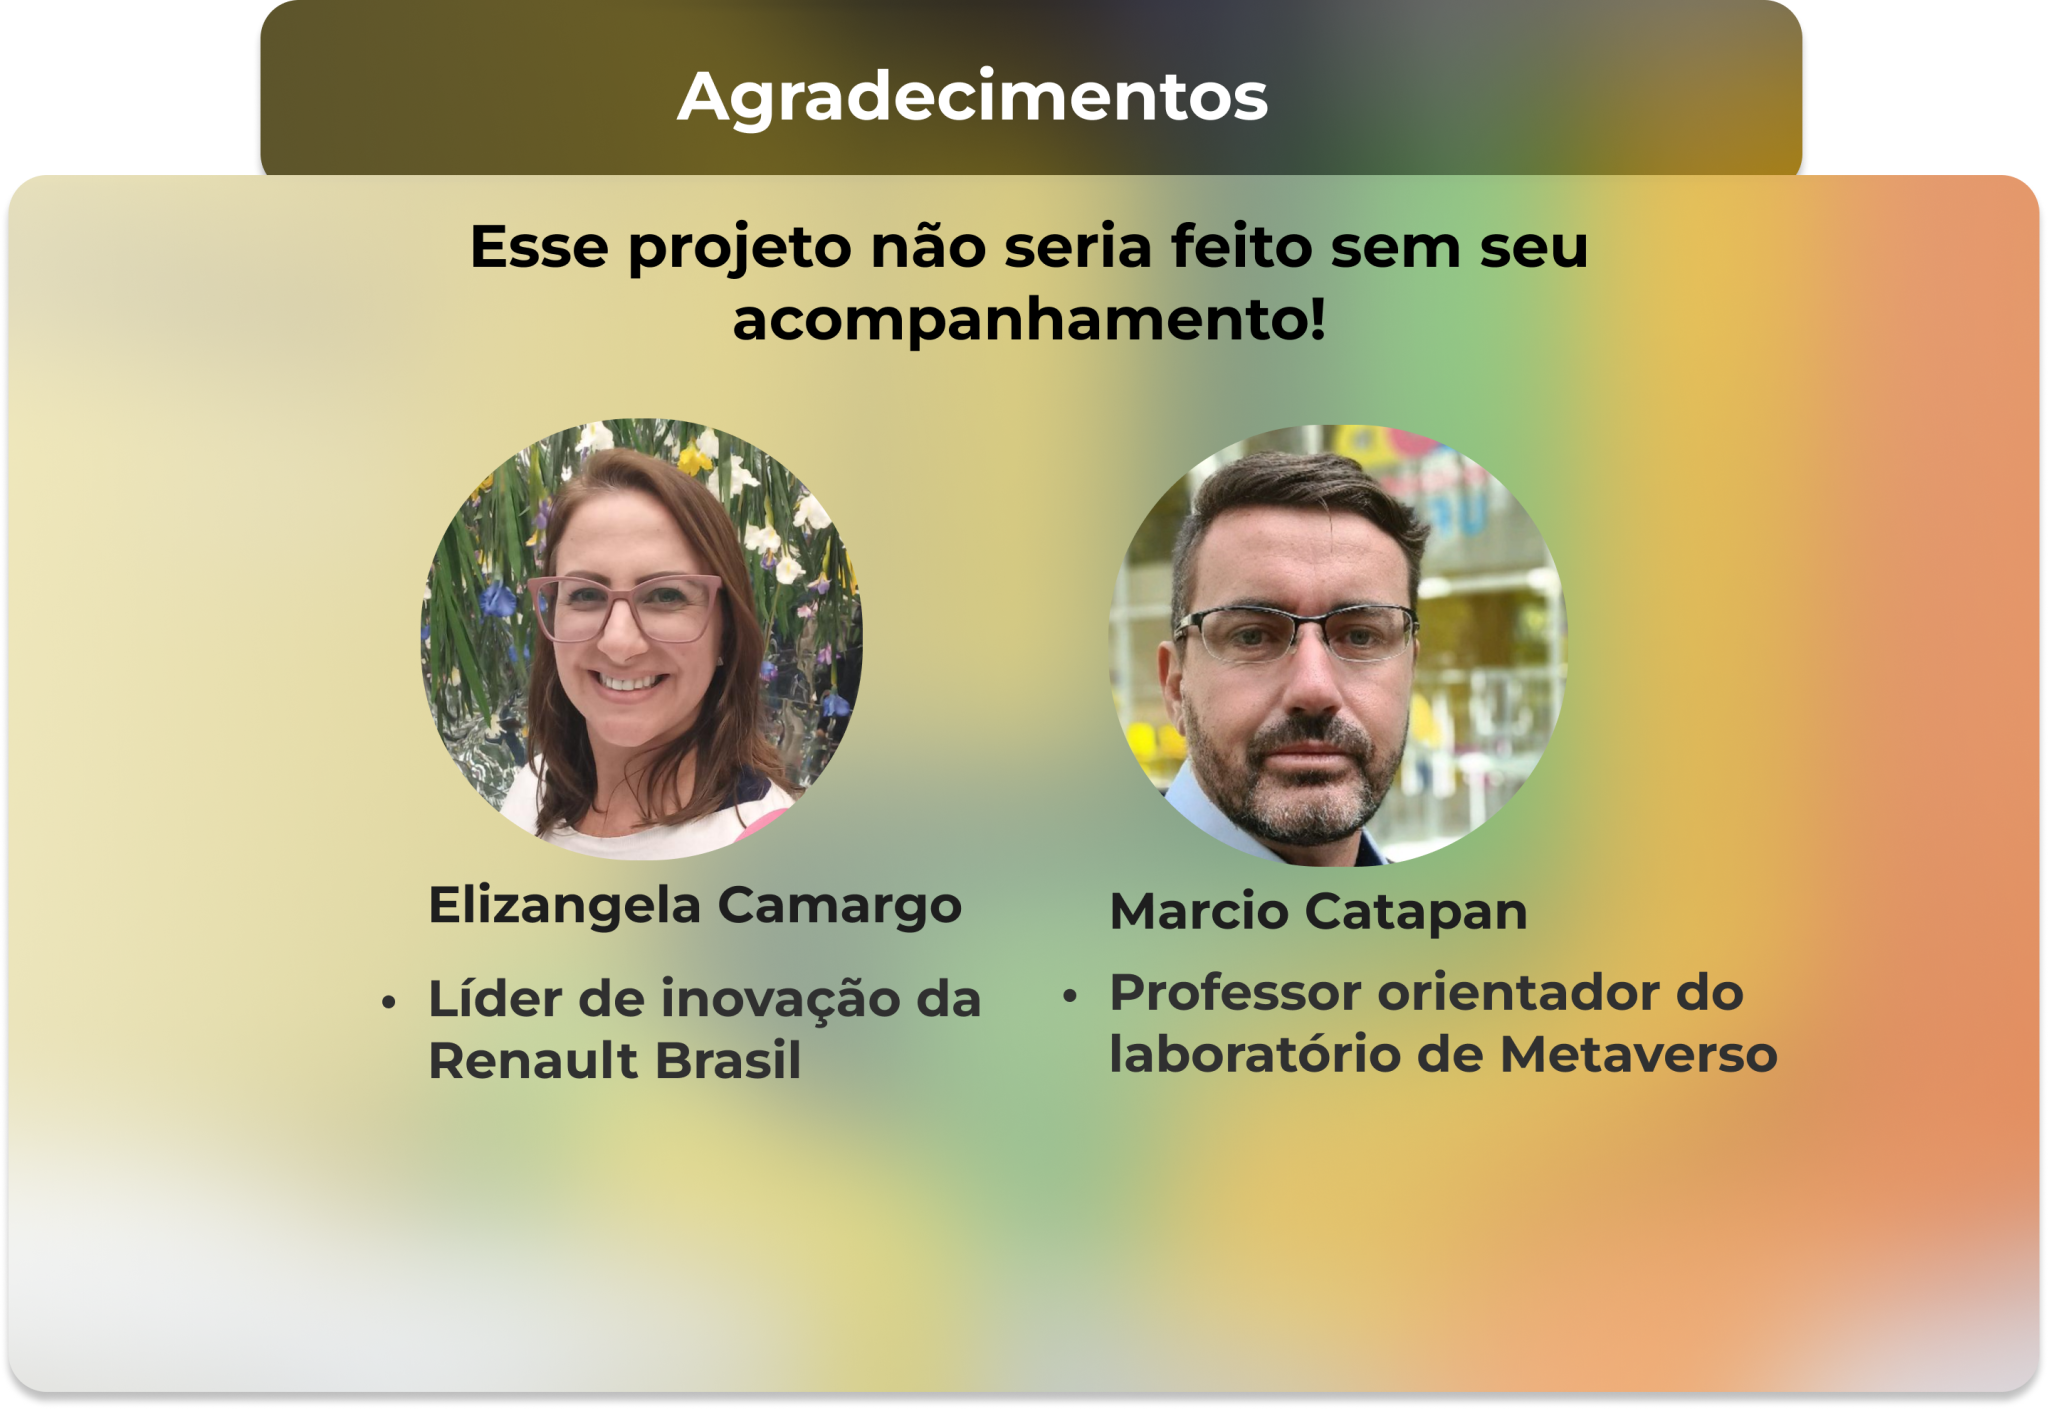 Agradecimentos
Esse projeto não seria feito sem seu
acompanhamento!
Elizangela Camargo
• Líder de inovação da
Renault Brasil
Marcio Catapan
• Professor orientador do
laboratório de Metaverso